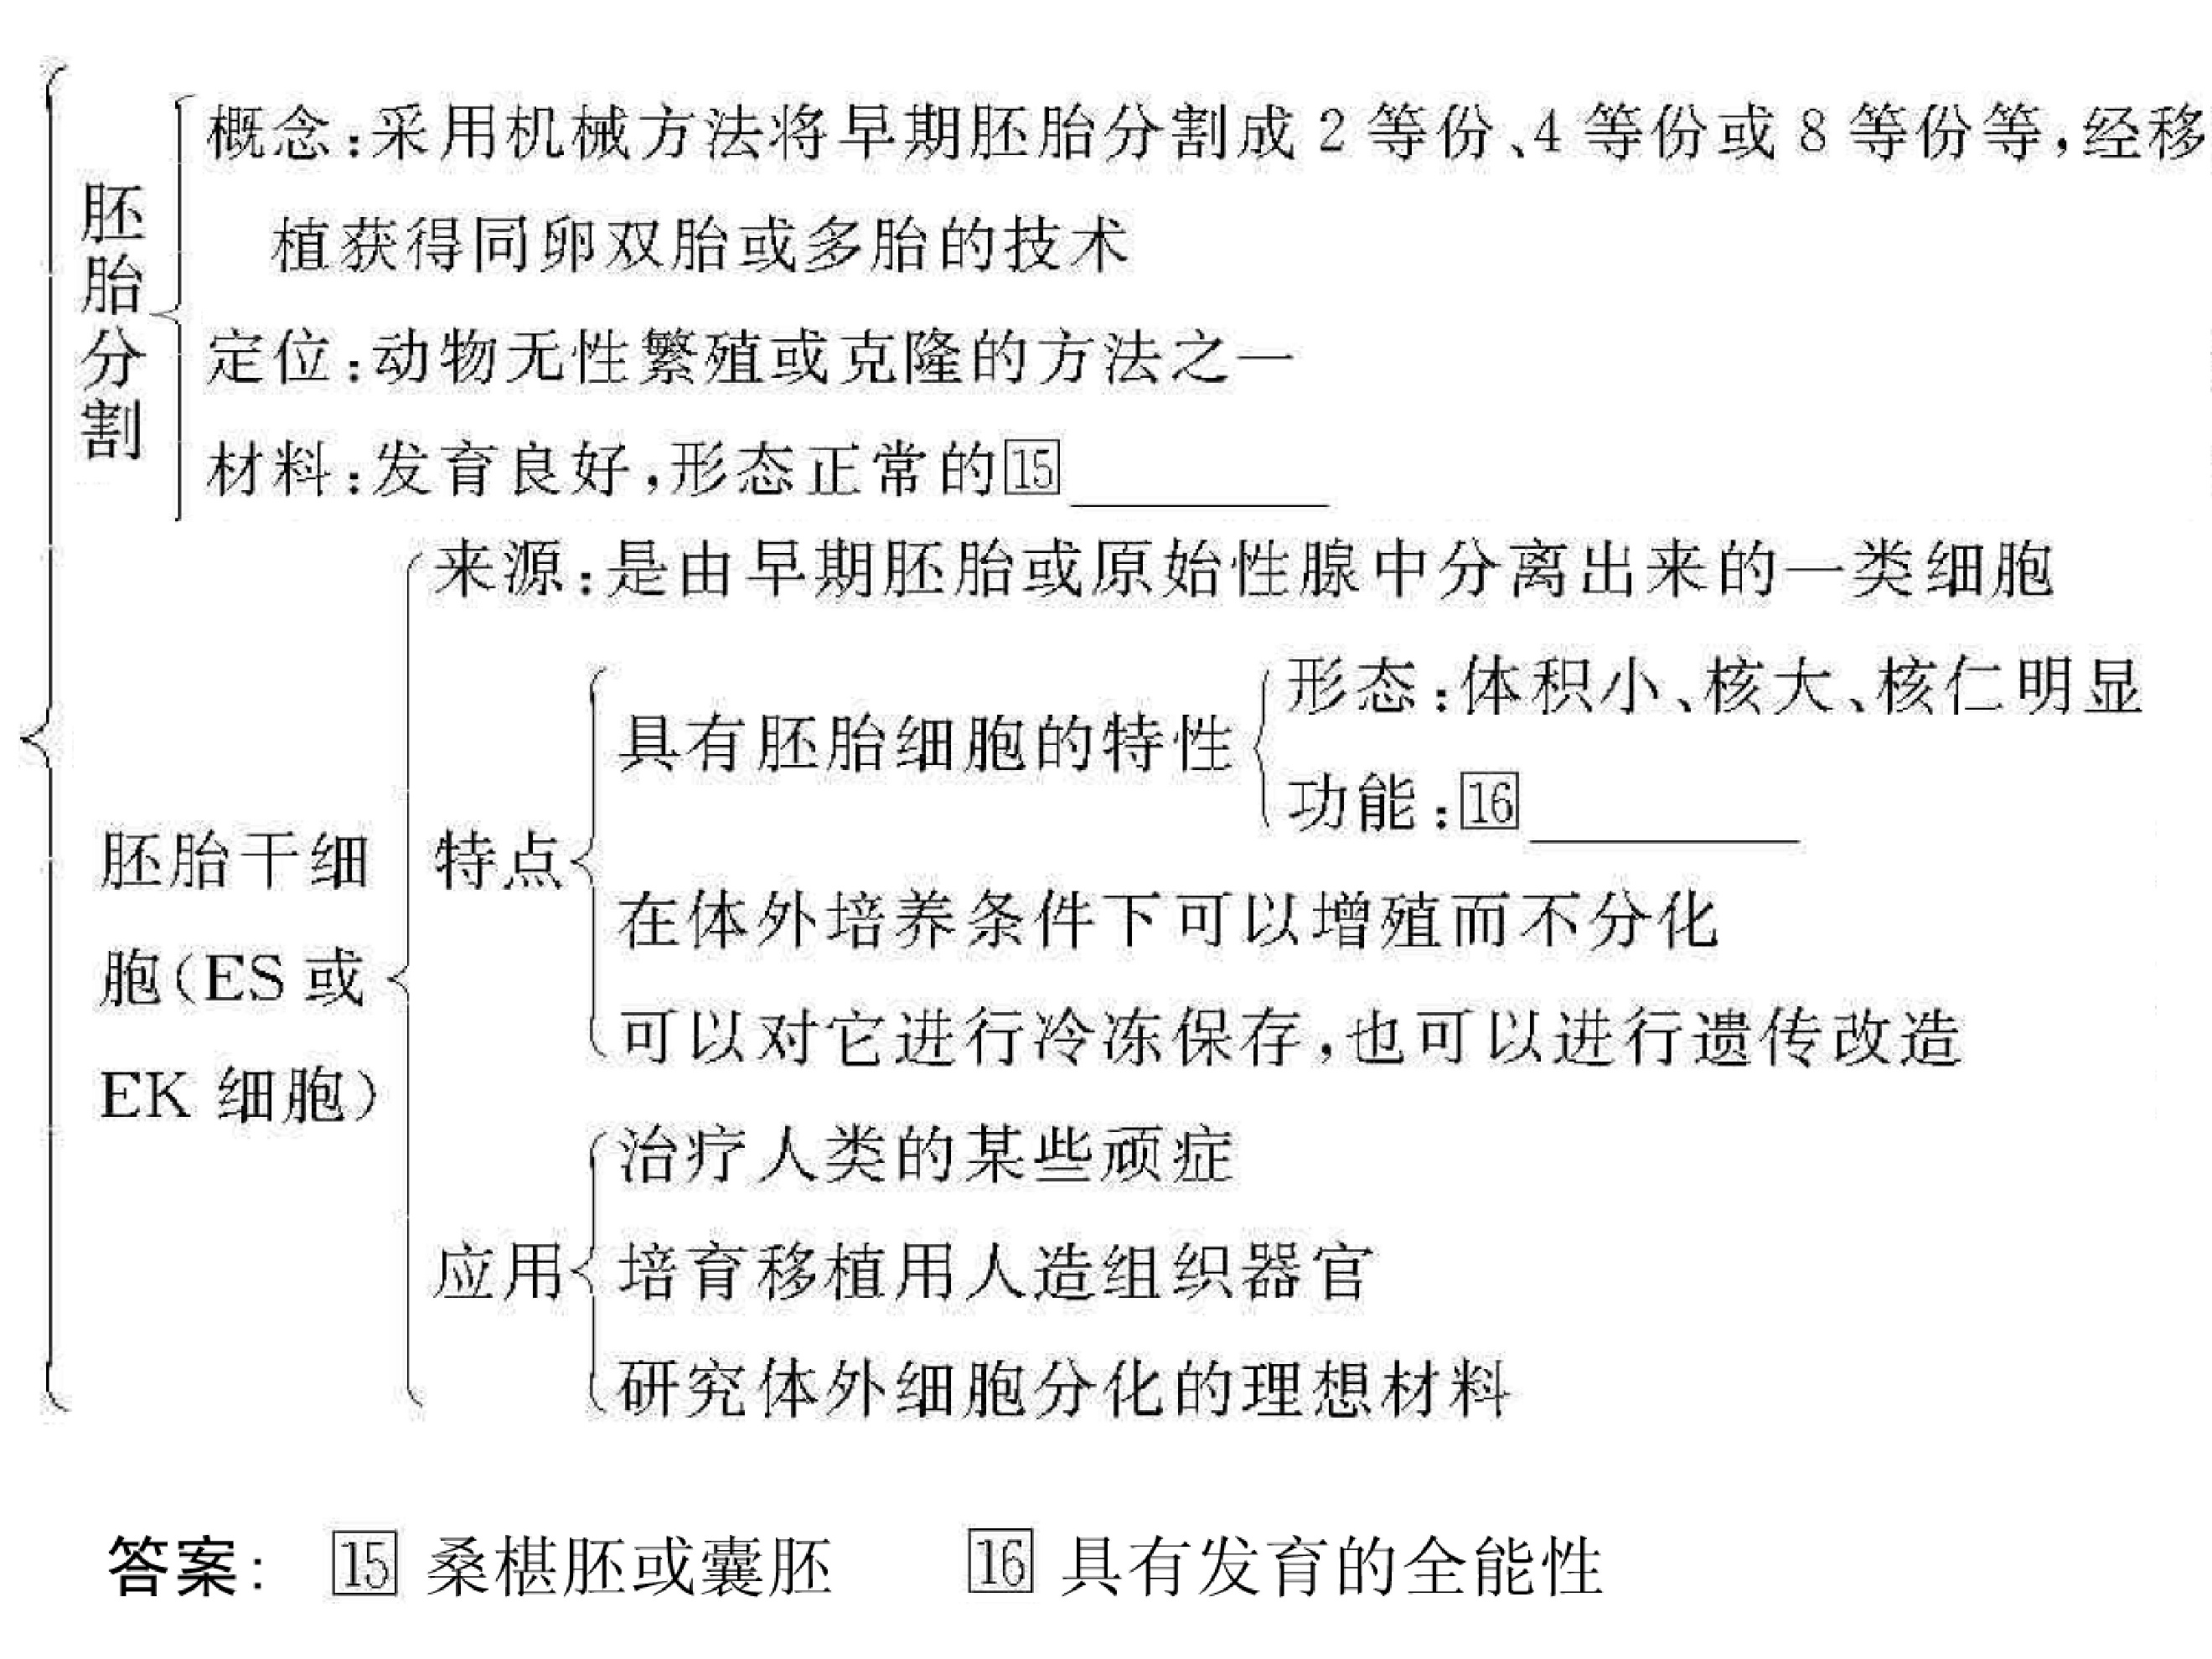 概念:采用机械方法将早期胚胎分割成 2 等份、4 等份或 8 等份等,经移
植获得同卵双胎或多胎的技术
胚胎分割
定位:动物无性繁殖或克隆的方法之一
材料:发育良好,形态正常的15
来源:是由早期胚胎或原始性腺中分离出来的一类细胞
形态:体积小、核大、核仁明显
具有胚胎细胞的特性
功能:16
胚胎干细
特点
在体外培养条件下可以增殖而不分化
胞(ES 或
可以对它进行冷冻保存,也可以进行遗传改造
EK 细胞)
治疗人类的某些顽症
应用
培育移植用人造组织器官
研究体外细胞分化的理想材料
答案: 15 桑椹胚或囊胚 16 具有发育的全能性